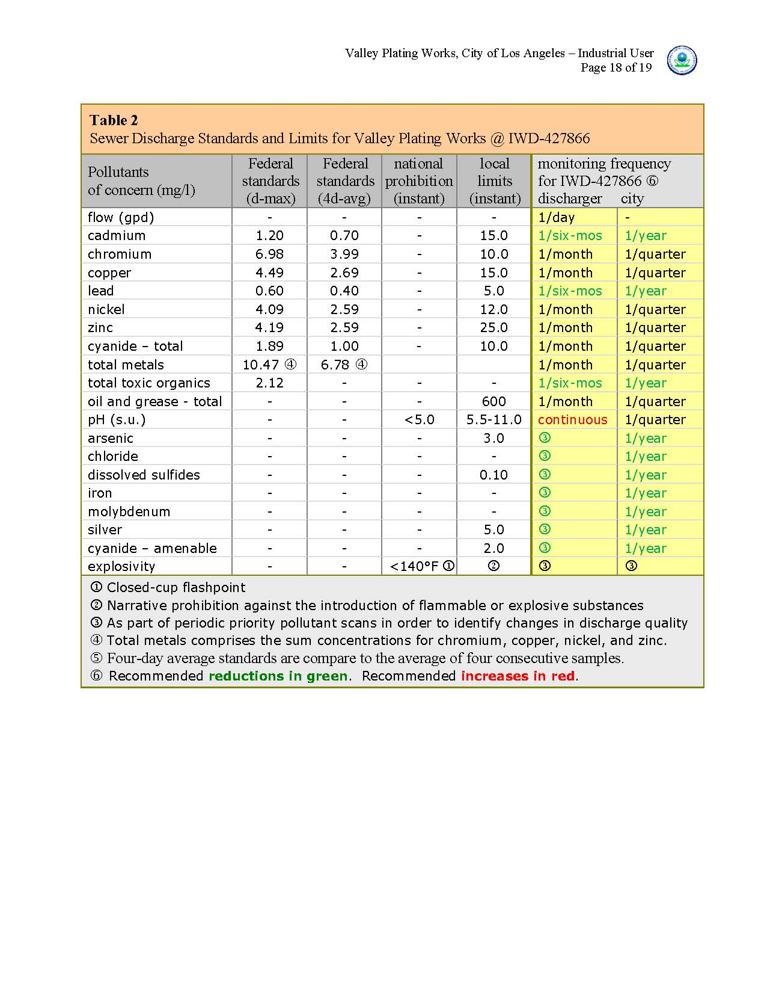 Valley Plating Works, City of Los Angeles – Industrial User
Page 18 of 19
Table 2
Sewer Discharge Standards and Limits for Valley Plating Works @ IWD-427866
Pollutants of concern (mg/l) Federal standards (d-max) Federal standards (4d-avg) national prohibition (instant) local limits (instant) monitoring frequency for IWD-427866 ⑥ discharger city
flow (gpd) - - - - 1/day -
cadmium 1.20 0.70 - 15.0 1/six-mos 1/year
chromium 6.98 3.99 - 10.0 1/month 1/quarter
copper 4.49 2.69 - 15.0 1/month 1/quarter
lead 0.60 0.40 - 5.0 1/six-mos 1/year
nickel 4.09 2.59 - 12.0 1/month 1/quarter
zinc 4.19 2.59 - 25.0 1/month 1/quarter
cyanide – total 1.89 1.00 - 10.0 1/month 1/quarter
total metals 10.47 ④ 6.78 ④ 1/month 1/quarter
total toxic organics 2.12 - - - 1/six-mos 1/year
oil and grease - total - - - 600 1/month 1/quarter
pH (s.u.) - - <5.0 5.5-11.0 continuous 1/quarter
arsenic - - - 3.0 ③ 1/year
chloride - - - - ③ 1/year
dissolved sulfides - - - 0.10 ③ 1/year
iron - - - - ③ 1/year
molybdenum - - - - ③ 1/year
silver - - - 5.0 ③ 1/year
cyanide – amenable - - - 2.0 ③ 1/year
explosivity - - <140°F ① ② ③ ③
① Closed-cup flashpoint
② Narrative prohibition against the introduction of flammable or explosive substances
③ As part of periodic priority pollutant scans in order to identify changes in discharge quality
④ Total metals comprises the sum concentrations for chromium, copper, nickel, and zinc.
⑤ Four-day average standards are compare to the average of four consecutive samples.
⑥ Recommended reductions in green. Recommended increases in red.